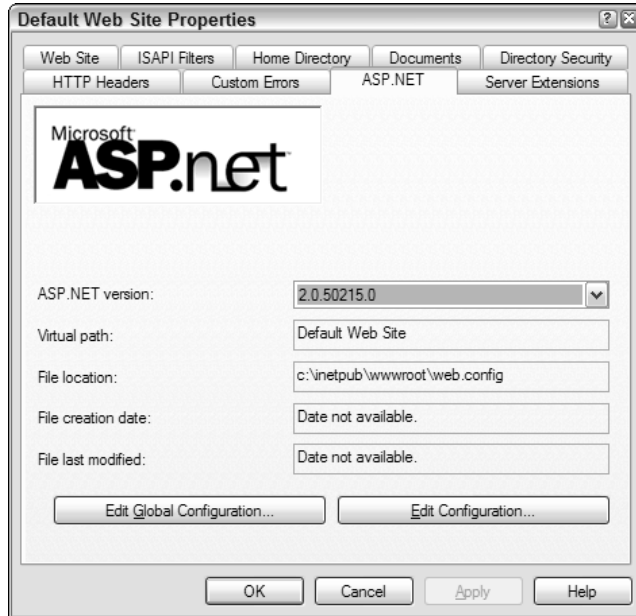 Default Web Site Properties
Web Site ISAPI Filters Home Directory Documents Directory Security
HTTP Headers Custom Errors ASP.NET Server Extensions
Microsoft
ASP.net
ASP.NET version: 2.0.50215.0
Virtual path: Default Web Site
File location: c:\inetpub\wwwroot\web.config
File creation date: Date not available.
File last modified: Date not available.
Edit Global Configuration... Edit Configuration...
OK Cancel Apply Help